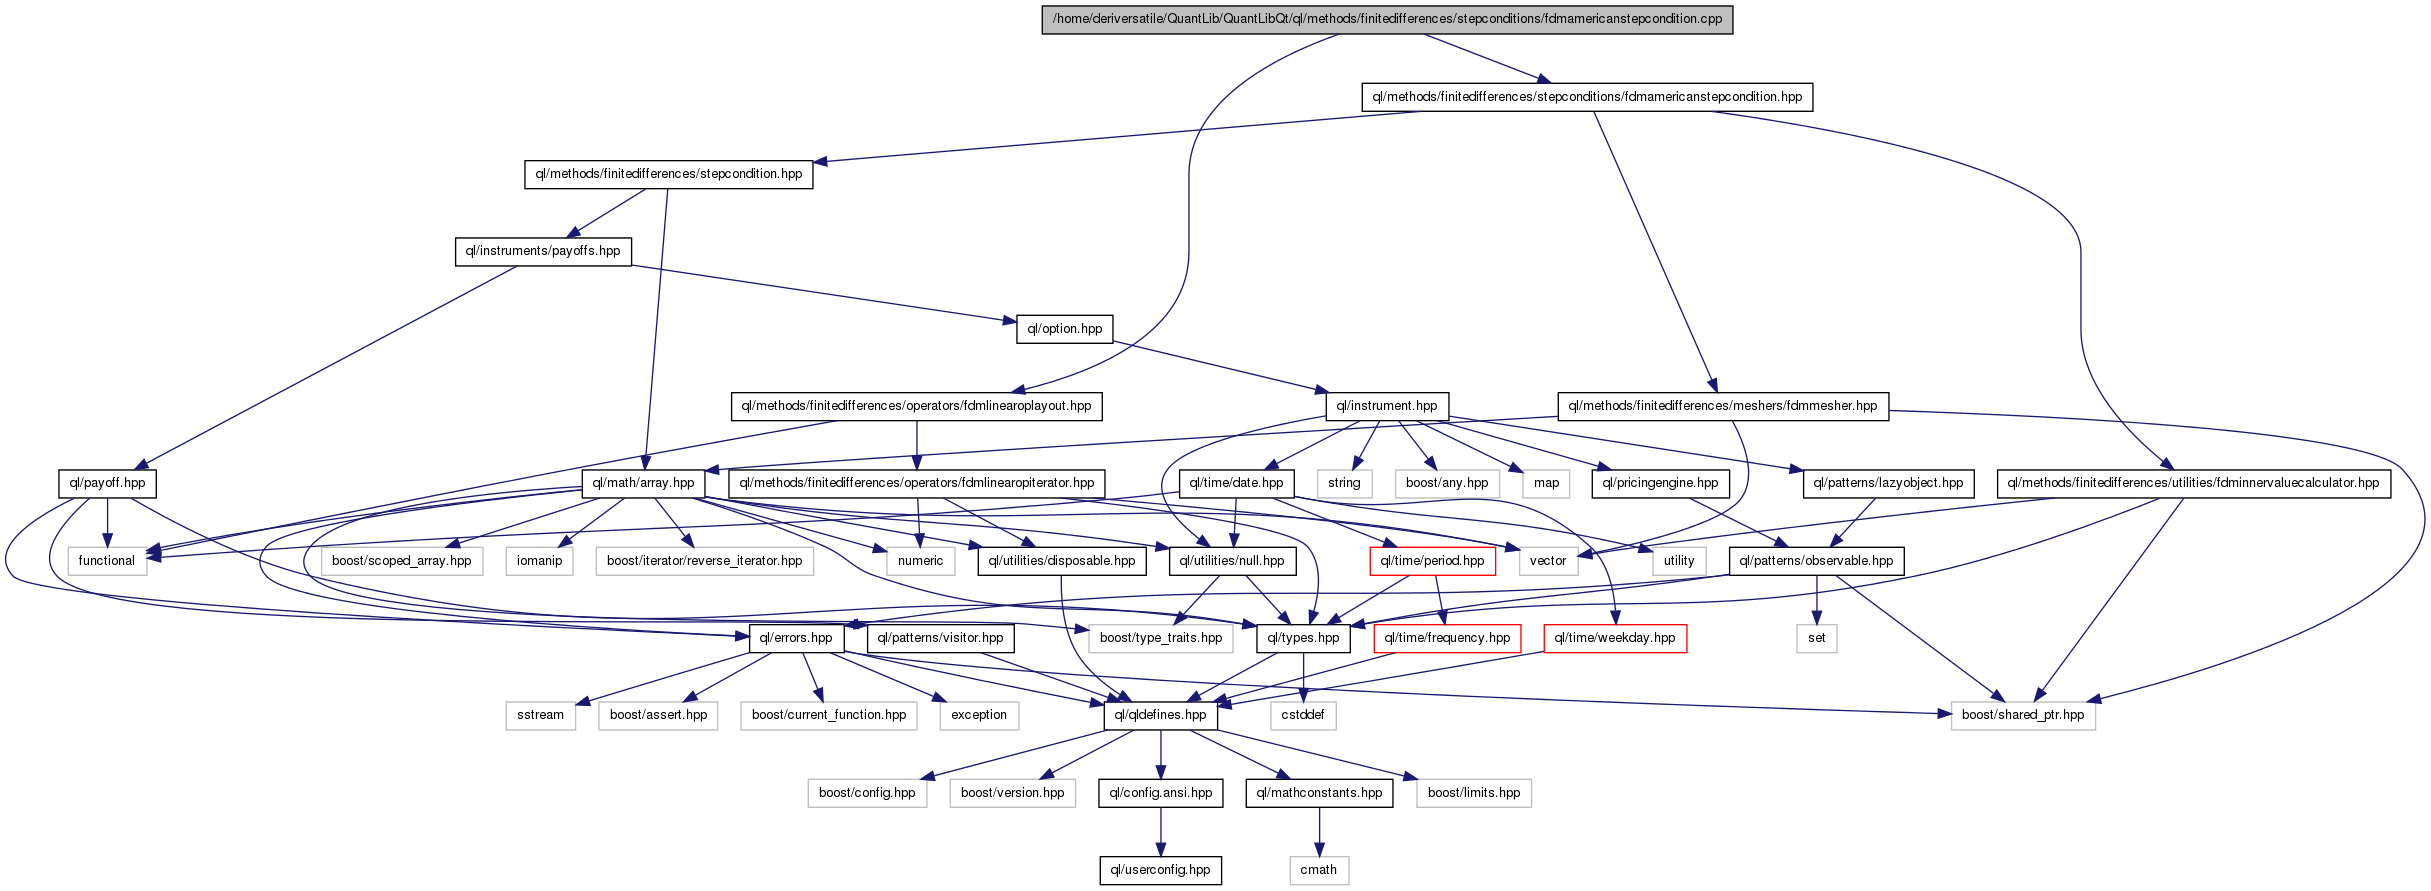 /home/deriversatile/QuantLib/QuantLibQt/ql/methods/finitedifferences/stepconditions/fdmamericanstepcondition.cpp
ql/methods/finitedifferences/stepconditions/fdmamericanstepcondition.hpp
ql/methods/finitedifferences/stepcondition.hpp
ql/instruments/payoffs.hpp
ql/option.hpp
ql/methods/finitedifferences/operators/fdmlinearoplayout.hpp
ql/instrument.hpp
ql/methods/finitedifferences/meshers/fdmmesher.hpp
ql/payoff.hpp
ql/math/array.hpp
ql/methods/finitedifferences/operators/fdmlinearopiterator.hpp
ql/time/date.hpp
string
boost/any.hpp
map
ql/pricingengine.hpp
ql/patterns/lazyobject.hpp
ql/methods/finitedifferences/utilities/fdminnervaluecalculator.hpp
functional
boost/scoped_array.hpp
iomanip
boost/iterator/reverse_iterator.hpp
numeric
ql/utilities/disposable.hpp
ql/utilities/null.hpp
ql/time/period.hpp
vector
utility
ql/patterns/observable.hpp
ql/errors.hpp
ql/patterns/visitor.hpp
boost/type_traits.hpp
ql/types.hpp
ql/time/frequency.hpp
ql/time/weekday.hpp
set
sstream
boost/assert.hpp
boost/current_function.hpp
exception
ql/qldefines.hpp
cstddef
boost/shared_ptr.hpp
boost/config.hpp
boost/version.hpp
ql/config.ansi.hpp
ql/mathconstants.hpp
boost/limits.hpp
ql/userconfig.hpp
cmath